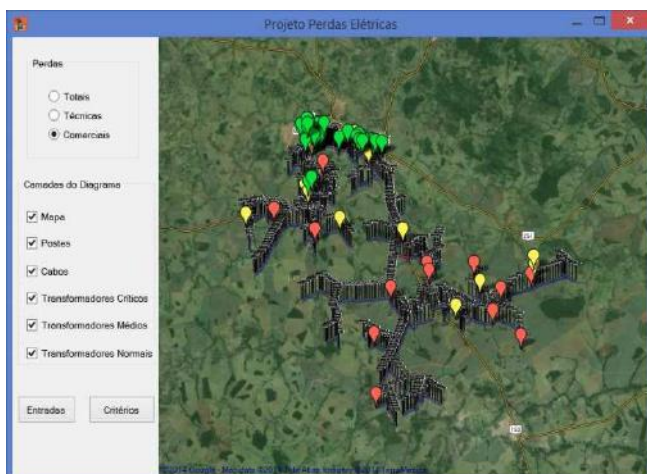 Projeto Perdas Elétricas
Perdas
Totais
Técnicas
Comerciais
Camadas do Diagrama
Mapa
Postes
Cabos
Transformadores Críticos
Transformadores Médios
Transformadores Normais
Entradas
Critérios